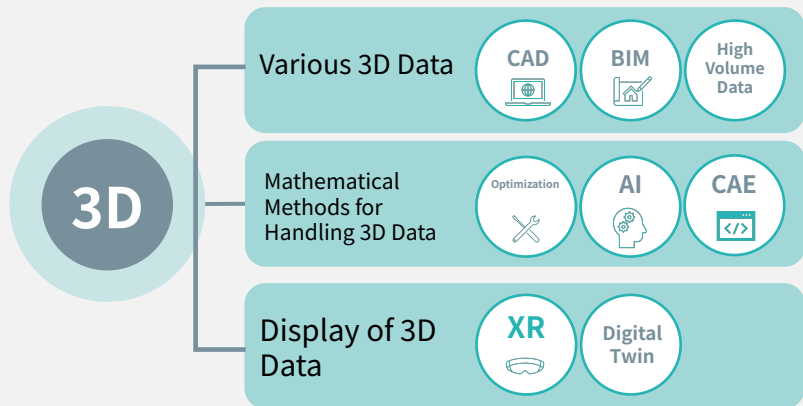 3D
Various 3D Data
CAD
BIM
High
Volume
Data
Mathematical
Methods for
Handling 3D Data
Optimization
AI
CAE
</>
Display of 3D
Data
XR
Digital
Twin